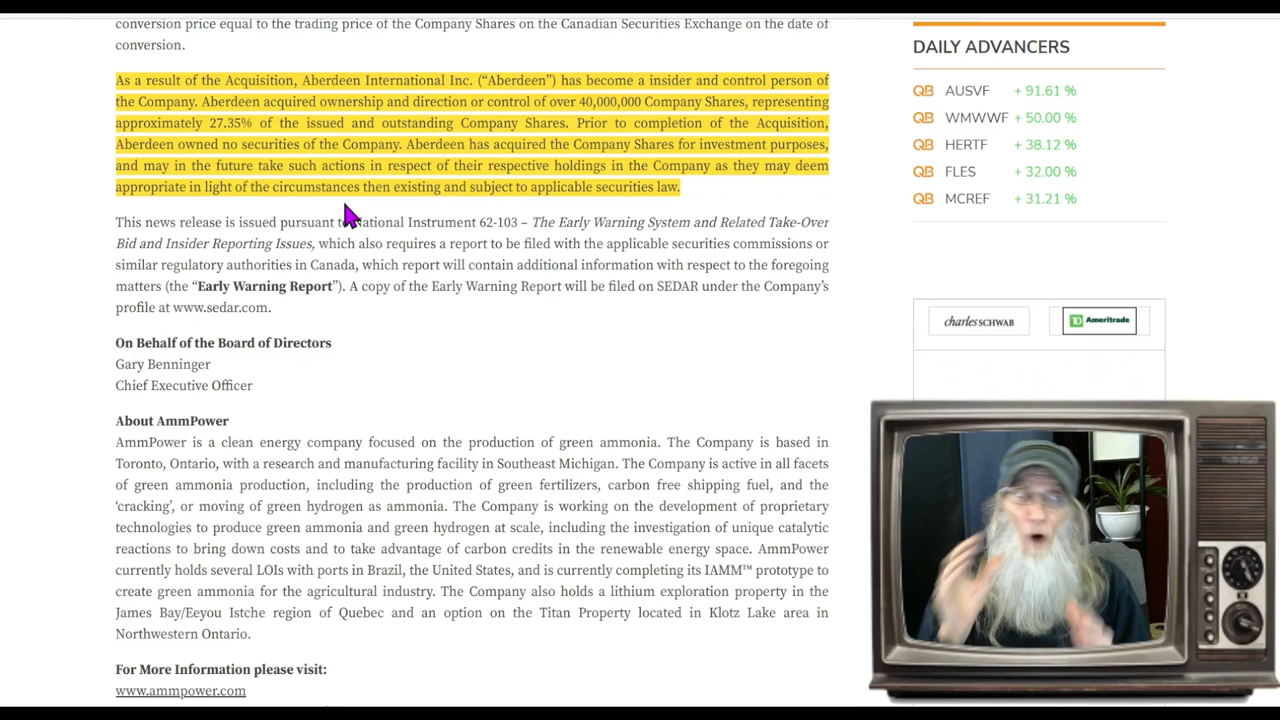 conversion price equal to the trading price of the Company Shares on the Canadian Securities Exchange on the date of
conversion.
As a result of the Acquisition, Aberdeen International Inc. (“Aberdeen”) has become a insider and control person of
the Company. Aberdeen acquired ownership and direction or control of over 40,000,000 Company Shares, representing
approximately 27.35% of the issued and outstanding Company Shares. Prior to completion of the Acquisition,
Aberdeen owned no securities of the Company. Aberdeen has acquired the Company Shares for investment purposes,
and may in the future take such actions in respect of their respective holdings in the Company as they may deem
appropriate in light of the circumstances then existing and subject to applicable securities law.
This news release is issued pursuant to National Instrument 62-103 – The Early Warning System and Related Take-Over
Bid and Insider Reporting Issues, which also requires a report to be filed with the applicable securities commissions or
similar regulatory authorities in Canada, which report will contain additional information with respect to the foregoing
matters (the “Early Warning Report”). A copy of the Early Warning Report will be filed on SEDAR under the Company’s
profile at www.sedar.com.
On Behalf of the Board of Directors
Gary Benninger
Chief Executive Officer
About AmmPower
AmmPower is a clean energy company focused on the production of green ammonia. The Company is based in
Toronto, Ontario, with a research and manufacturing facility in Southeast Michigan. The Company is active in all facets
of green ammonia production, including the production of green fertilizers, carbon free shipping fuel, and the
‘cracking’, or moving of green hydrogen as ammonia. The Company is working on the development of proprietary
technologies to produce green ammonia and green hydrogen at scale, including the investigation of unique catalytic
reactions to bring down costs and to take advantage of carbon credits in the renewable energy space. AmmPower
currently holds several LOIs with ports in Brazil, the United States, and is currently completing its IAMM™ prototype to
create green ammonia for the agricultural industry. The Company also holds a lithium exploration property in the
James Bay/Eeyou Istche region of Quebec and an option on the Titan Property located in Klotz Lake area in
Northwestern Ontario.
For More Information please visit:
www.ammpower.com
DAILY ADVANCERS
QB AUSVF + 91.61 %
QB WMWWF + 50.00 %
QB HERTF + 38.12 %
QB FLES + 32.00 %
QB MCREF + 31.21 %
charles SCHWAB
TD Ameritrade